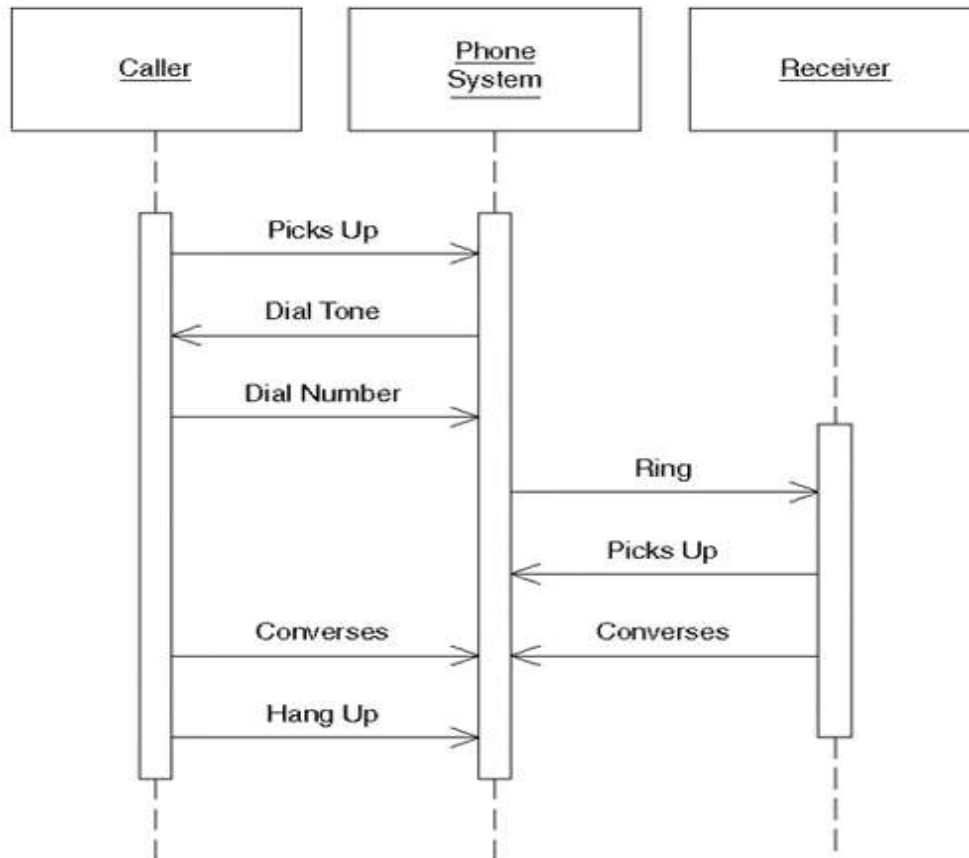 Caller
Phone
System
Receiver
Picks Up
Dial Tone
Dial Number
Ring
Picks Up
Converses
Converses
Hang Up